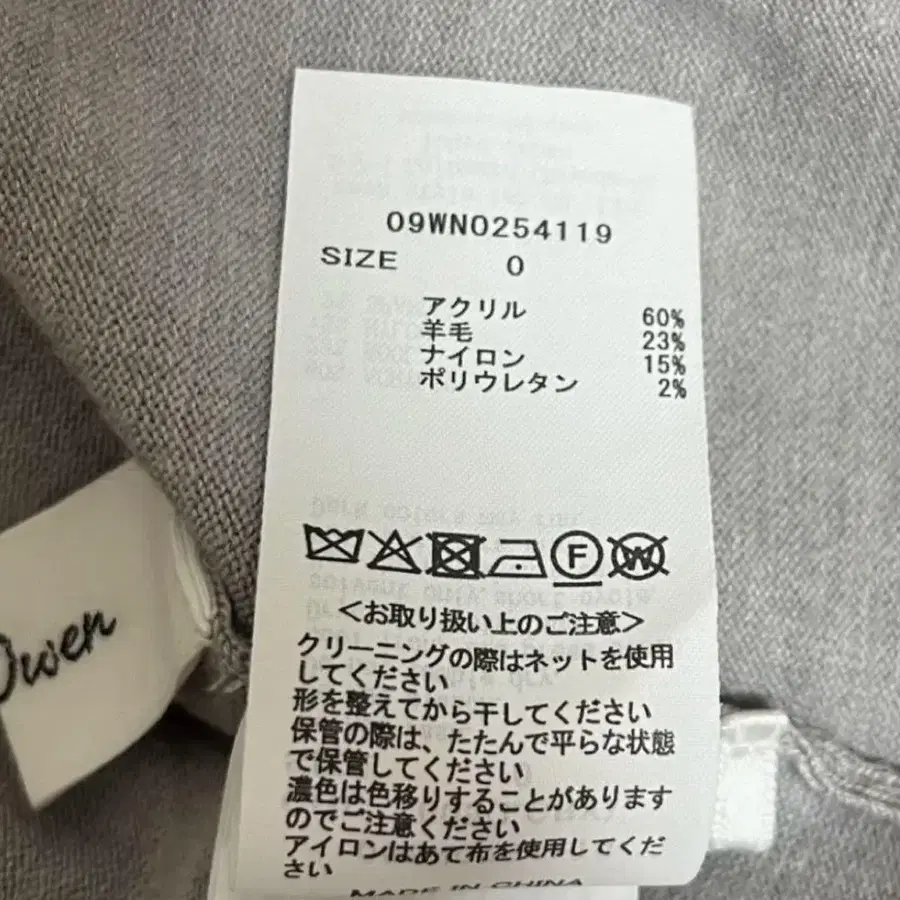 09WN0254119
SIZE 0
アクリル 60%
羊毛 23%
ナイロン 15%
ポリウレタン 2%
F W
<お取り扱い上のご注意>
クリーニングの際はネットを使用
してください
形を整えてから干してください
保管の際は、たたんで平らな状態
で保管してください
濃色は色移りすることがあります
のでご注意ください
アイロンはあて布を使用してくだ
さい
MADE IN CHINA
Owen